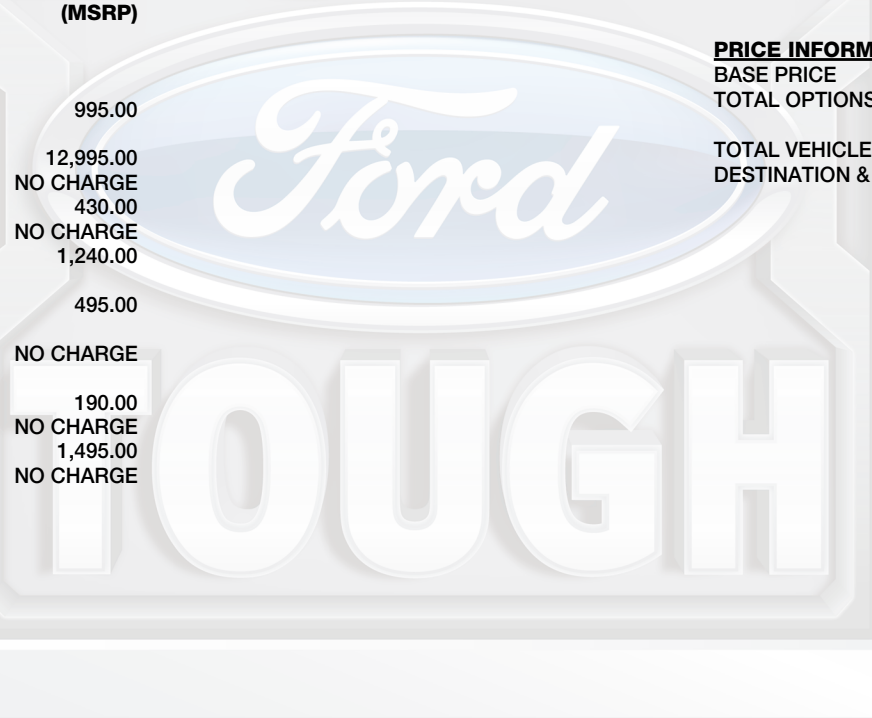 (MSRP)
995.00
12,995.00
NO CHARGE
430.00
NO CHARGE
1,240.00
495.00
NO CHARGE
190.00
NO CHARGE
1,495.00
NO CHARGE
PRICE INFORM
BASE PRICE
TOTAL OPTIONS
TOTAL VEHICLE
DESTINATION &
Ford
TOUGH